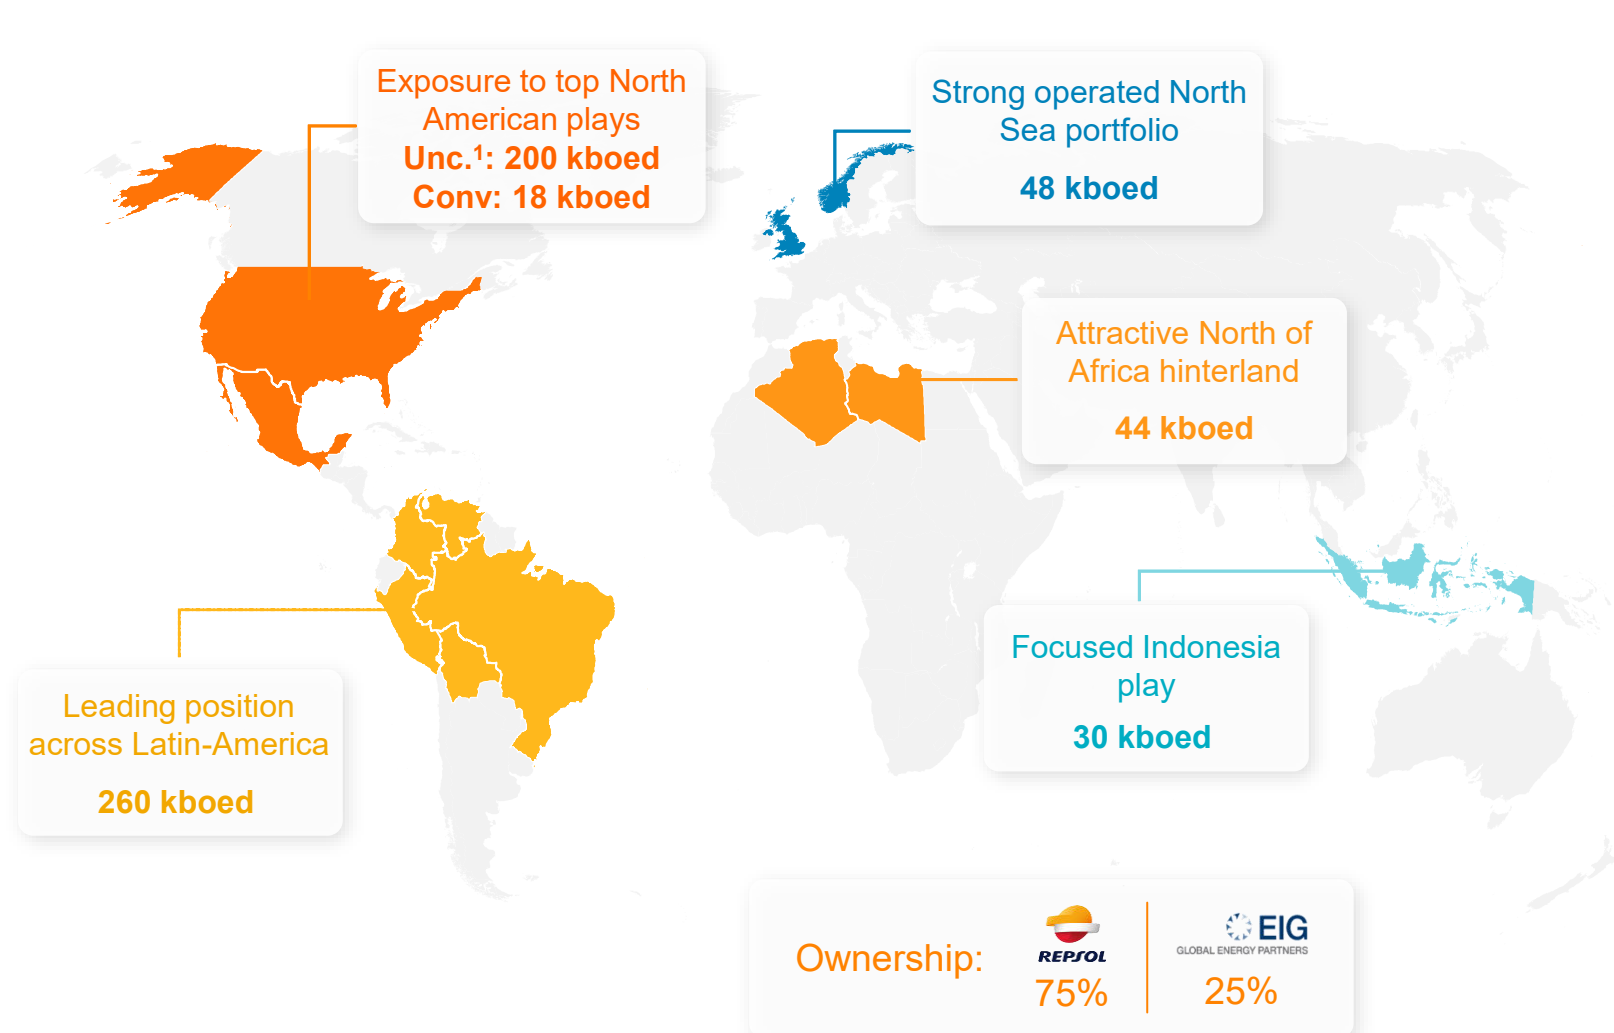 Exposure to top North
American plays
Unc.¹: 200 kboed
Conv: 18 kboed
Strong operated North
Sea portfolio
48 kboed
Attractive North of
Africa hinterland
44 kboed
Focused Indonesia
play
30 kboed
Leading position
across Latin-America
260 kboed
Ownership:
REPSOL
75%
EIG
GLOBAL ENERGY PARTNERS
25%